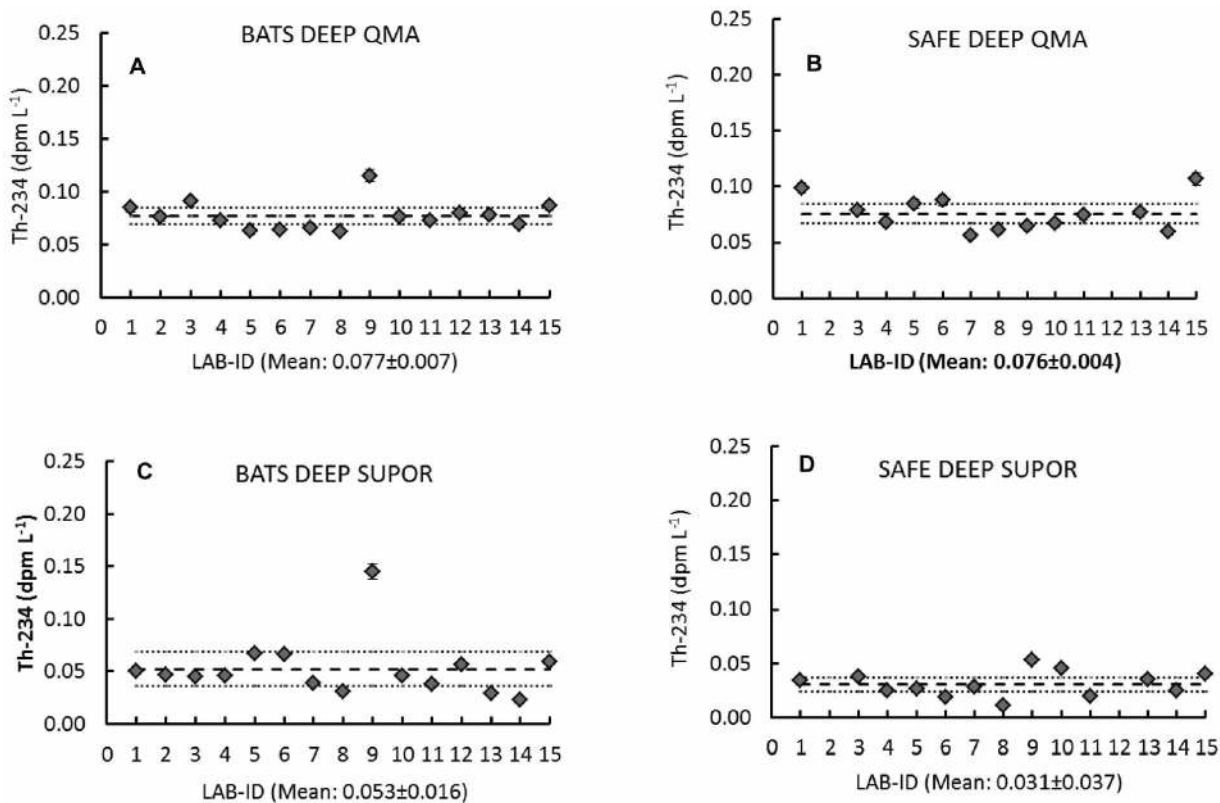 BATS DEEP QMA
A
Th-234 (dpm L⁻¹)
0.25
0.20
0.15
0.10
0.05
0.00
0 1 2 3 4 5 6 7 8 9 10 11 12 13 14 15
LAB-ID (Mean: 0.077±0.007)
SAFE DEEP QMA
B
Th-234 (dpm L⁻¹)
0.25
0.20
0.15
0.10
0.05
0.00
0 1 2 3 4 5 6 7 8 9 10 11 12 13 14 15
LAB-ID (Mean: 0.076±0.004)
BATS DEEP SUPOR
C
Th-234 (dpm L⁻¹)
0.25
0.20
0.15
0.10
0.05
0.00
0 1 2 3 4 5 6 7 8 9 10 11 12 13 14 15
LAB-ID (Mean: 0.053±0.016)
SAFE DEEP SUPOR
D
Th-234 (dpm L⁻¹)
0.25
0.20
0.15
0.10
0.05
0.00
0 1 2 3 4 5 6 7 8 9 10 11 12 13 14 15
LAB-ID (Mean: 0.031±0.037)